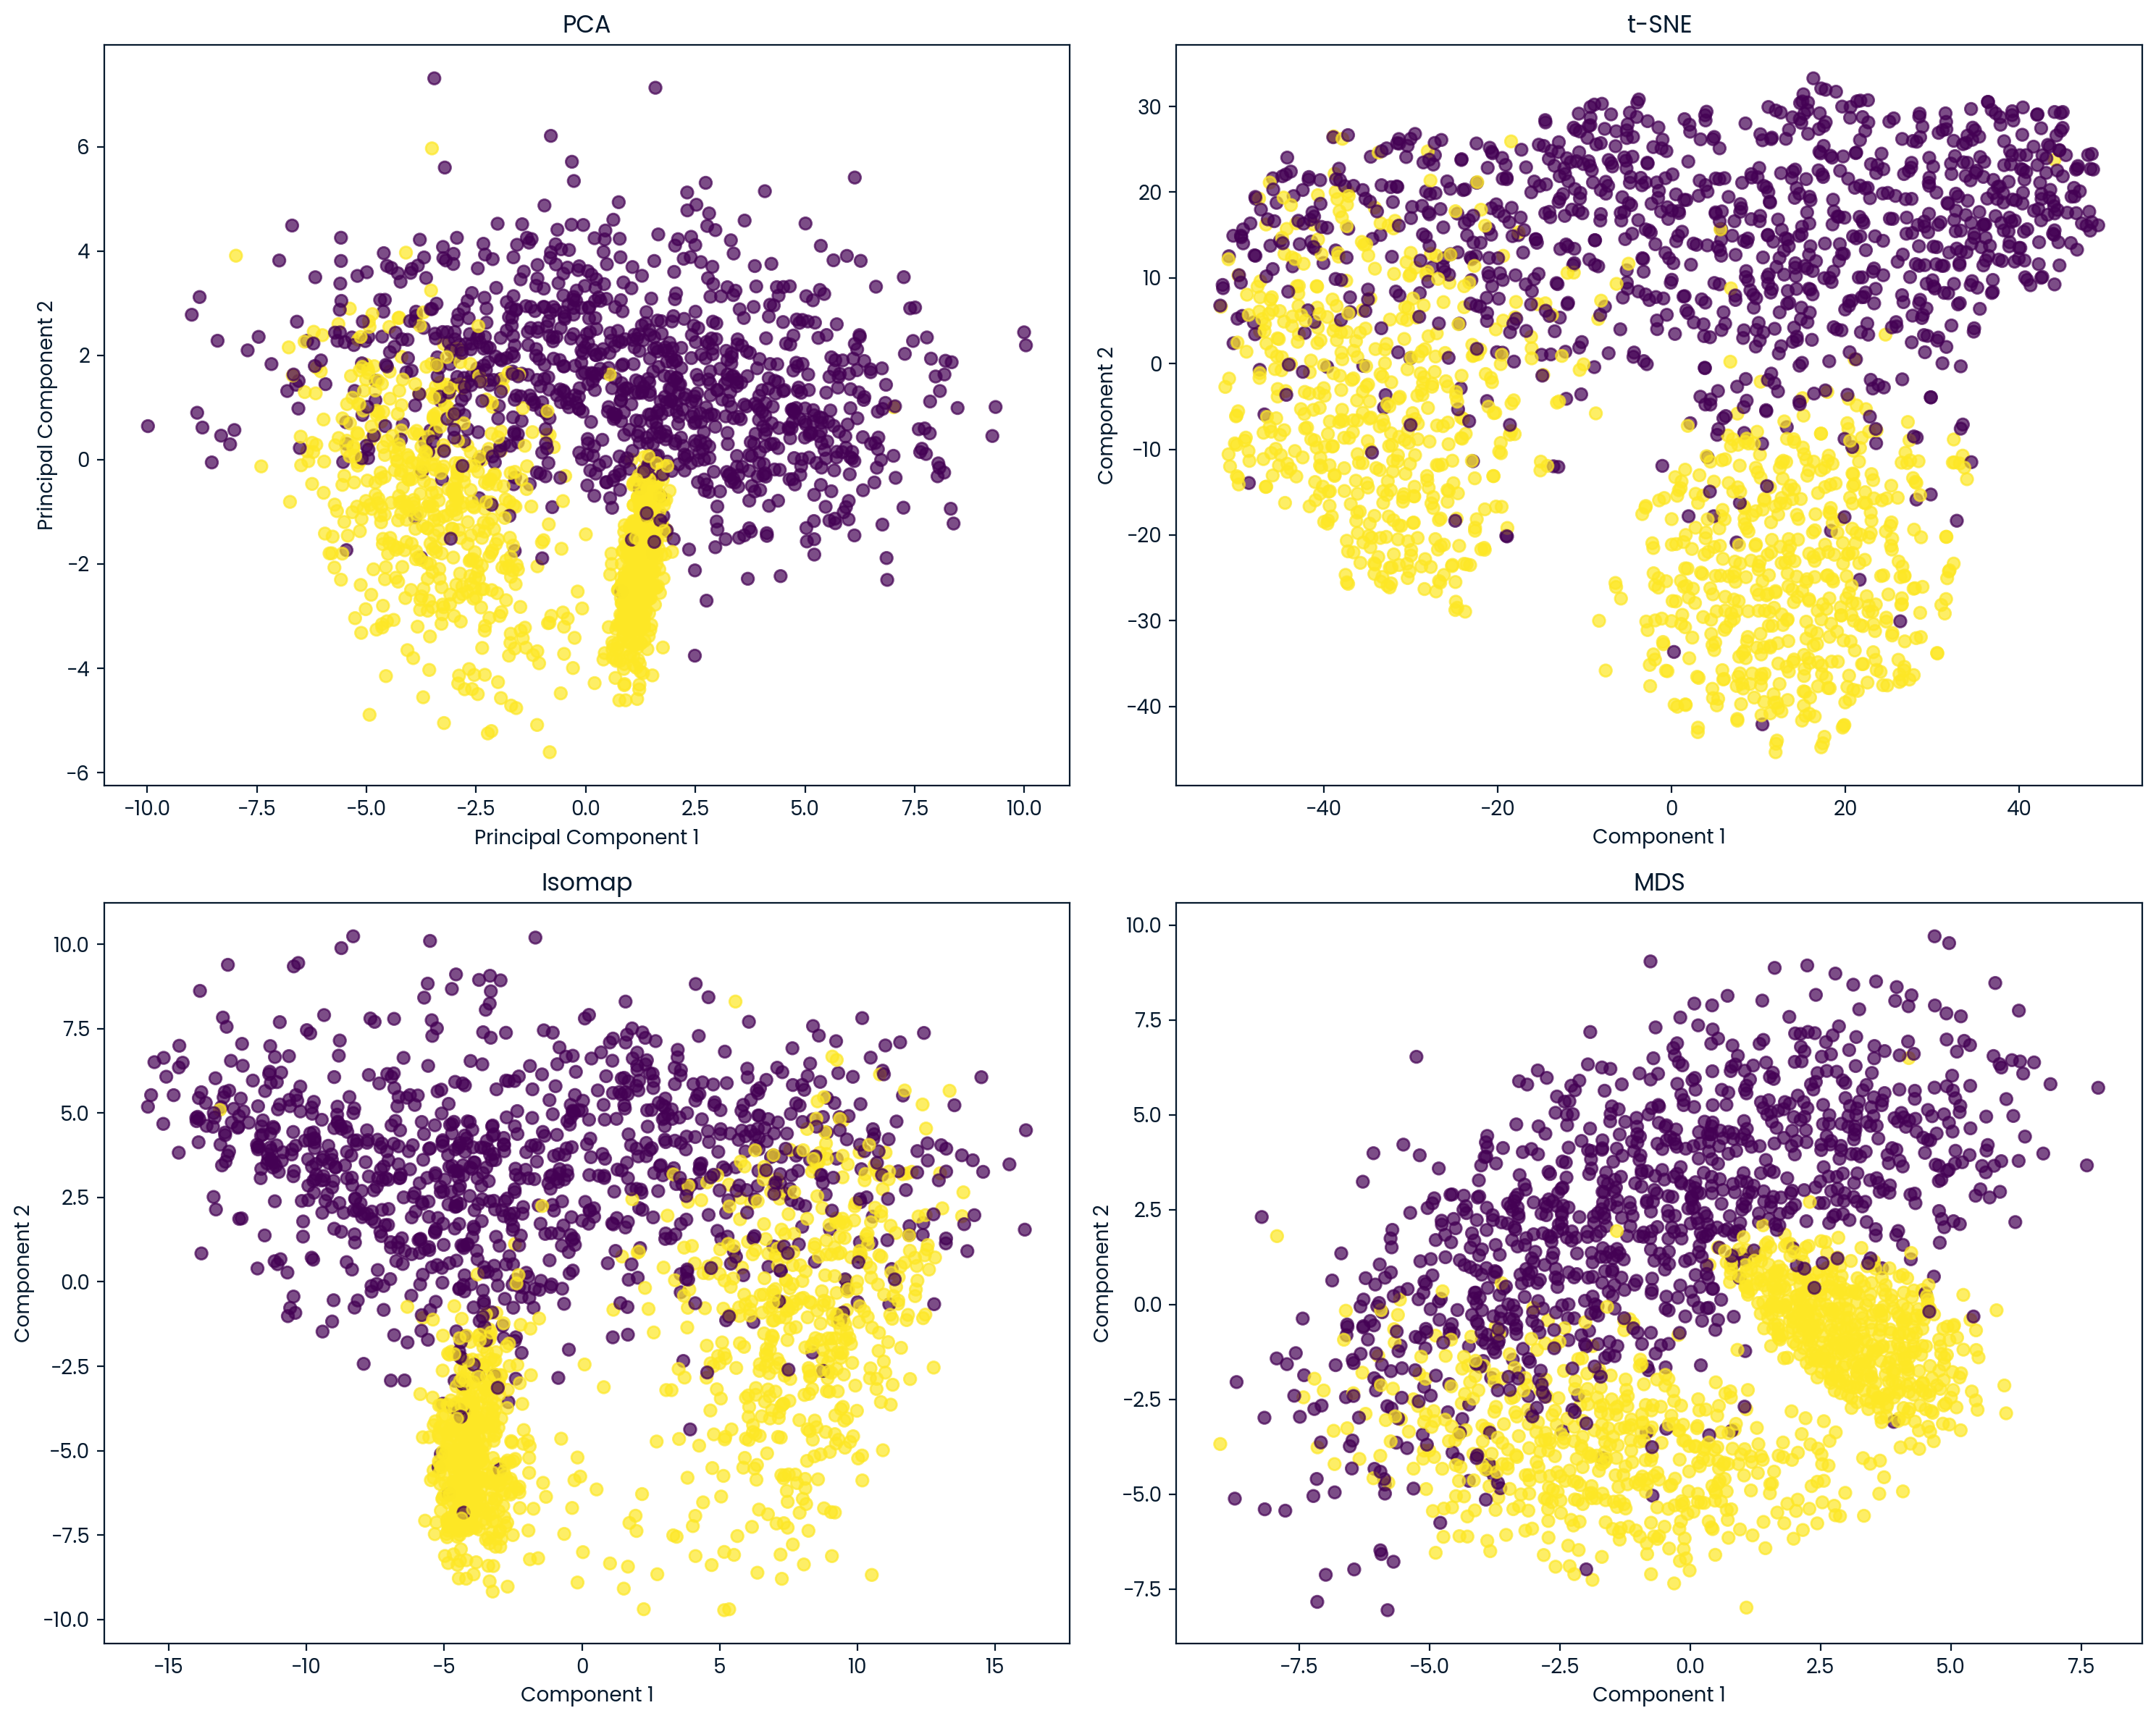 PCA
Principal Component 2
6
4
2
0
−2
−4
−6
−10.0 −7.5 −5.0 −2.5 0.0 2.5 5.0 7.5 10.0
Principal Component 1
t-SNE
Component 2
30
20
10
0
−10
−20
−30
−40
−40 −20 0 20 40
Component 1
Isomap
Component 2
10.0
7.5
5.0
2.5
0.0
−2.5
−5.0
−7.5
−10.0
−15 −10 −5 0 5 10 15
Component 1
MDS
Component 2
10.0
7.5
5.0
2.5
0.0
−2.5
−5.0
−7.5
−7.5 −5.0 −2.5 0.0 2.5 5.0 7.5
Component 1